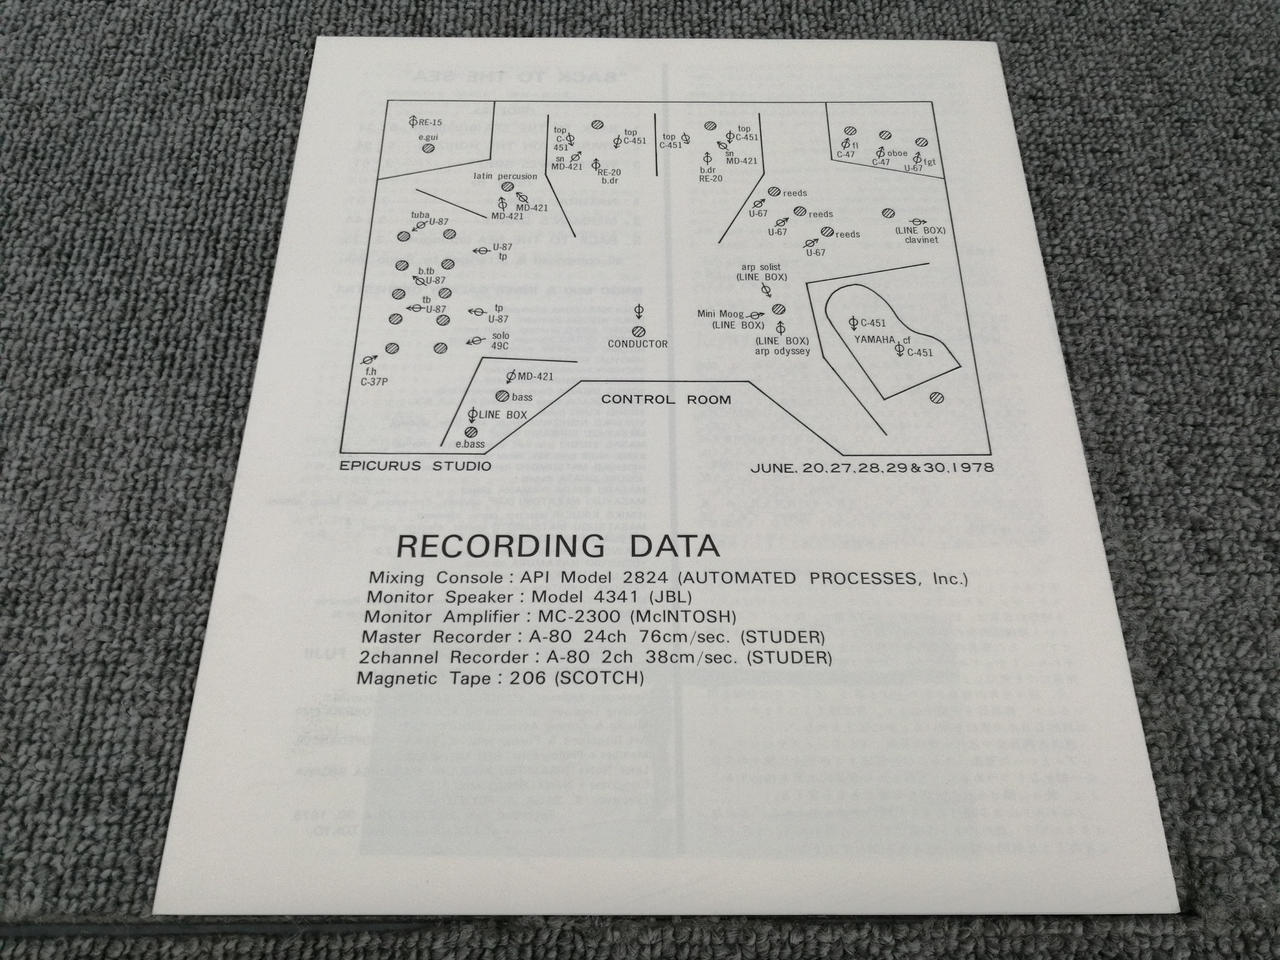 RE-15
e.gui
top
C-
451
sn
MD-421
top
C-451
RE-20
b.dr
top
C-451
top
C-451
sn
MD-421
b.dr
RE-20
fl
C-47
oboe
C-47
fgt
U-67
latin percusion
MD-421
MD-421
reeds
U-67
reeds
U-67
reeds
U-67
(LINE BOX)
clavinet
tuba
U-87
U-87
tp
b.tb
U-87
tb
U-87
tp
U-87
solo
49C
f.h
C-37P
arp solist
(LINE BOX)
Mini Moog
(LINE BOX)
(LINE BOX)
arp odyssey
CONDUCTOR
C-451
YAMAHA cf
C-451
MD-421
bass
LINE BOX
e.bass
CONTROL ROOM
EPICURUS STUDIO
JUNE. 20.27.28.29&30.1978
RECORDING DATA
Mixing Console : API Model 2824 (AUTOMATED PROCESSES, Inc.)
Monitor Speaker : Model 4341 (JBL)
Monitor Amplifier : MC-2300 (McINTOSH)
Master Recorder : A-80 24ch 76cm/sec. (STUDER)
2channel Recorder : A-80 2ch 38cm/sec. (STUDER)
Magnetic Tape : 206 (SCOTCH)